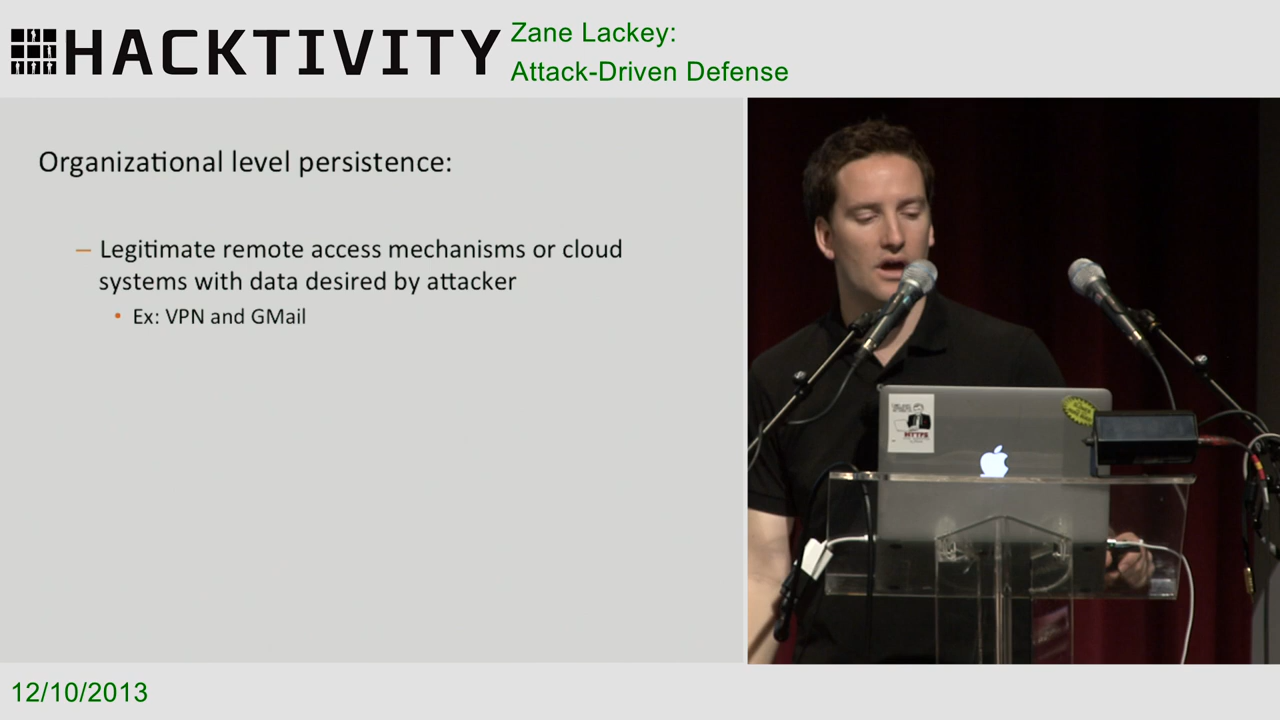 HACKTIVITY
Zane Lackey:
Attack-Driven Defense
Organizational level persistence:
– Legitimate remote access mechanisms or cloud
systems with data desired by attacker
• Ex: VPN and GMail
HTTPS
12/10/2013